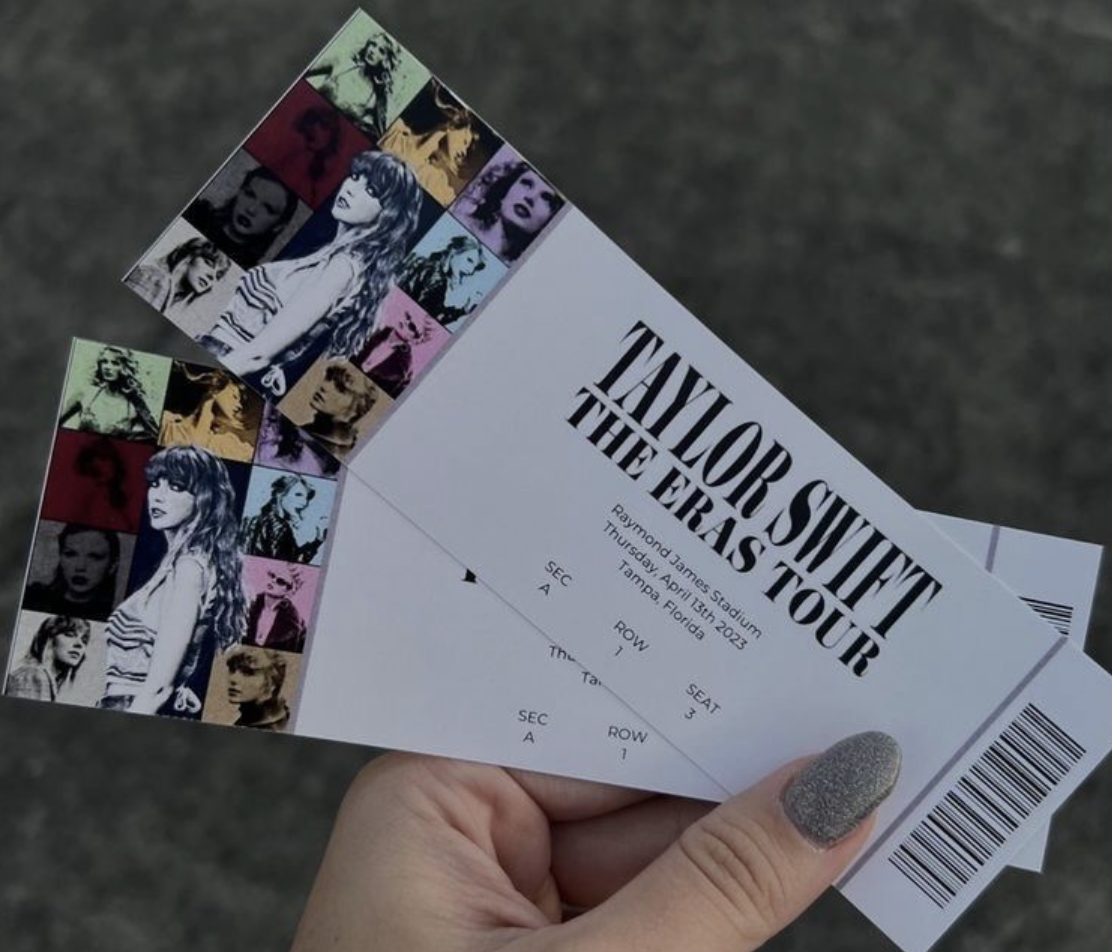 TAYLOR SWIFT
THE ERAS TOUR
Raymond James Stadium
Thursday, April 13th 2023
Tampa, Florida
SEC
A
ROW
1
SEAT
3
SEC
A
ROW
1